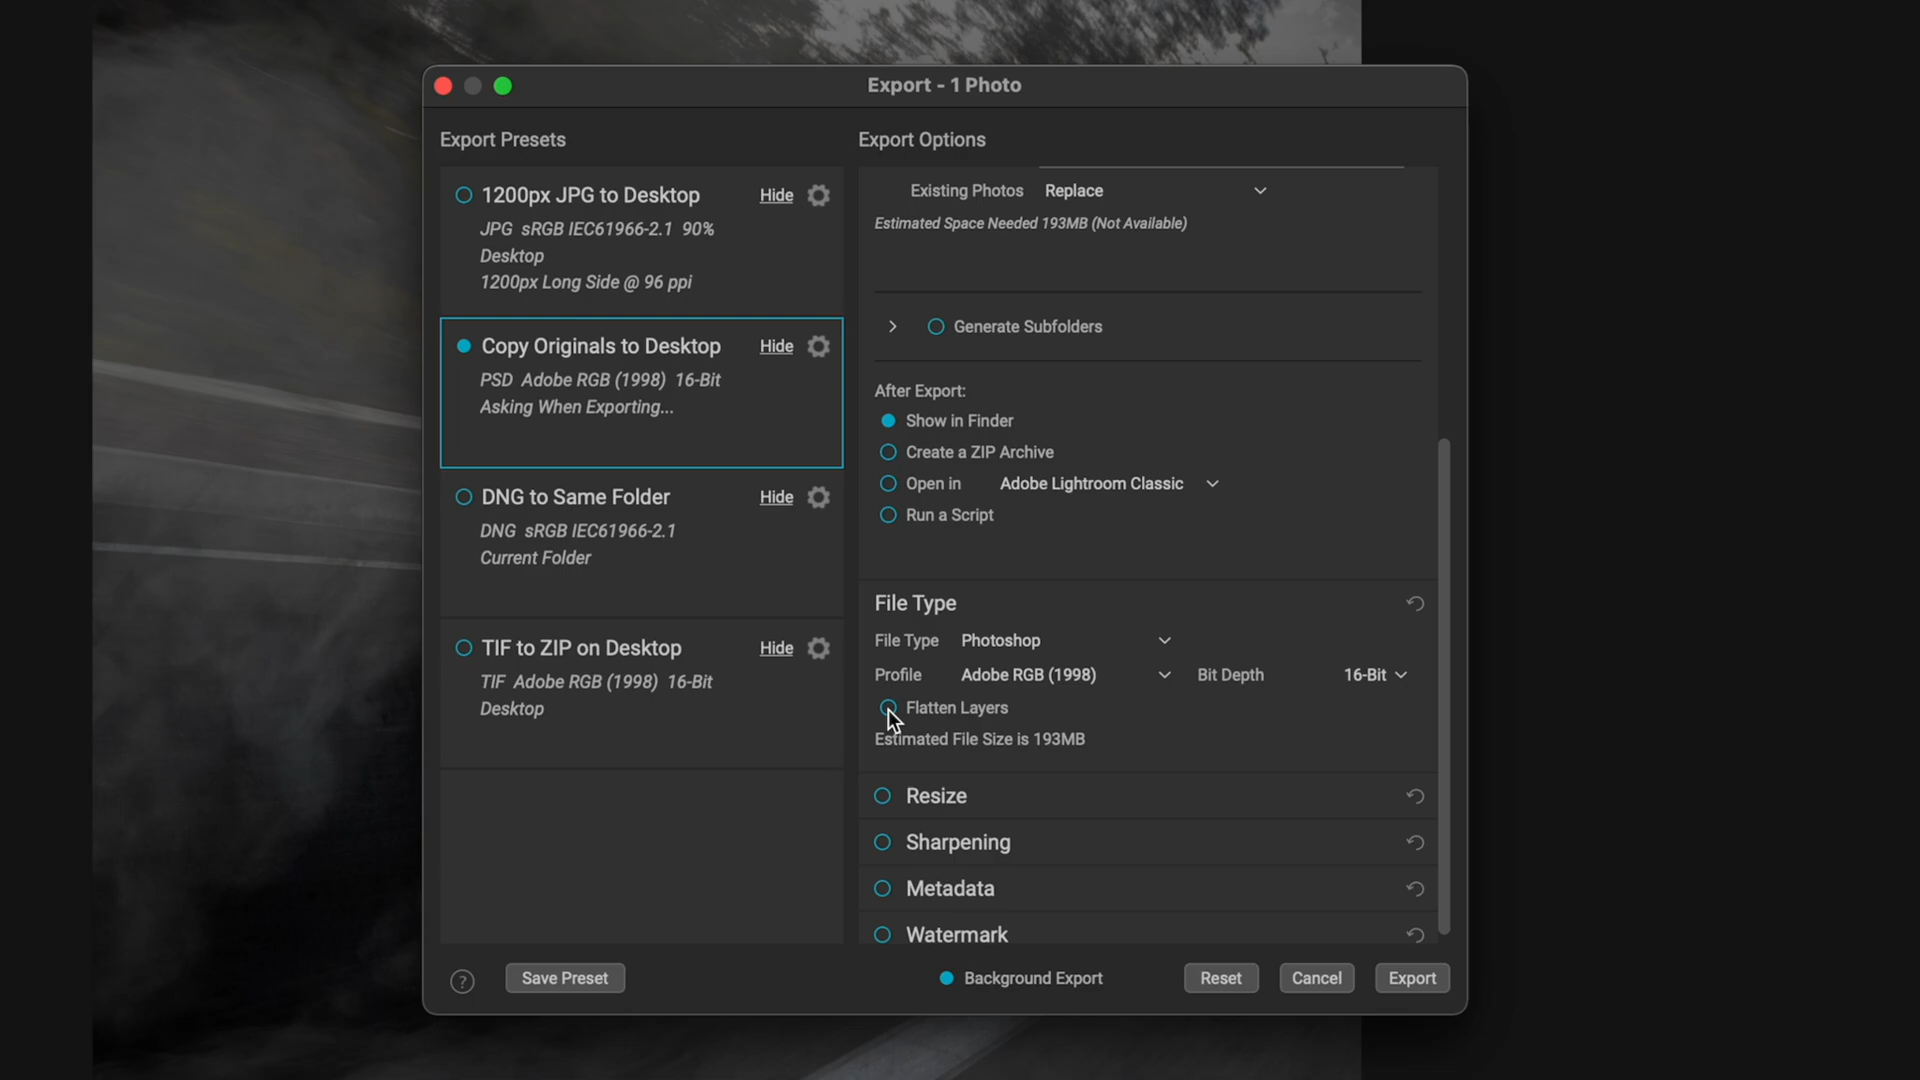 Export - 1 Photo
Export Presets
1200px JPG to Desktop Hide
JPG sRGB IEC61966-2.1 90%
Desktop
1200px Long Side @ 96 ppi
Copy Originals to Desktop Hide
PSD Adobe RGB (1998) 16-Bit
Asking When Exporting...
DNG to Same Folder Hide
DNG sRGB IEC61966-2.1
Current Folder
TIF to ZIP on Desktop Hide
TIF Adobe RGB (1998) 16-Bit
Desktop
Export Options
Existing Photos Replace
Estimated Space Needed 193MB (Not Available)
Generate Subfolders
After Export:
Show in Finder
Create a ZIP Archive
Open in Adobe Lightroom Classic
Run a Script
File Type
File Type Photoshop
Profile Adobe RGB (1998) Bit Depth 16-Bit
Flatten Layers
Estimated File Size is 193MB
Resize
Sharpening
Metadata
Watermark
? Save Preset Background Export Reset Cancel Export